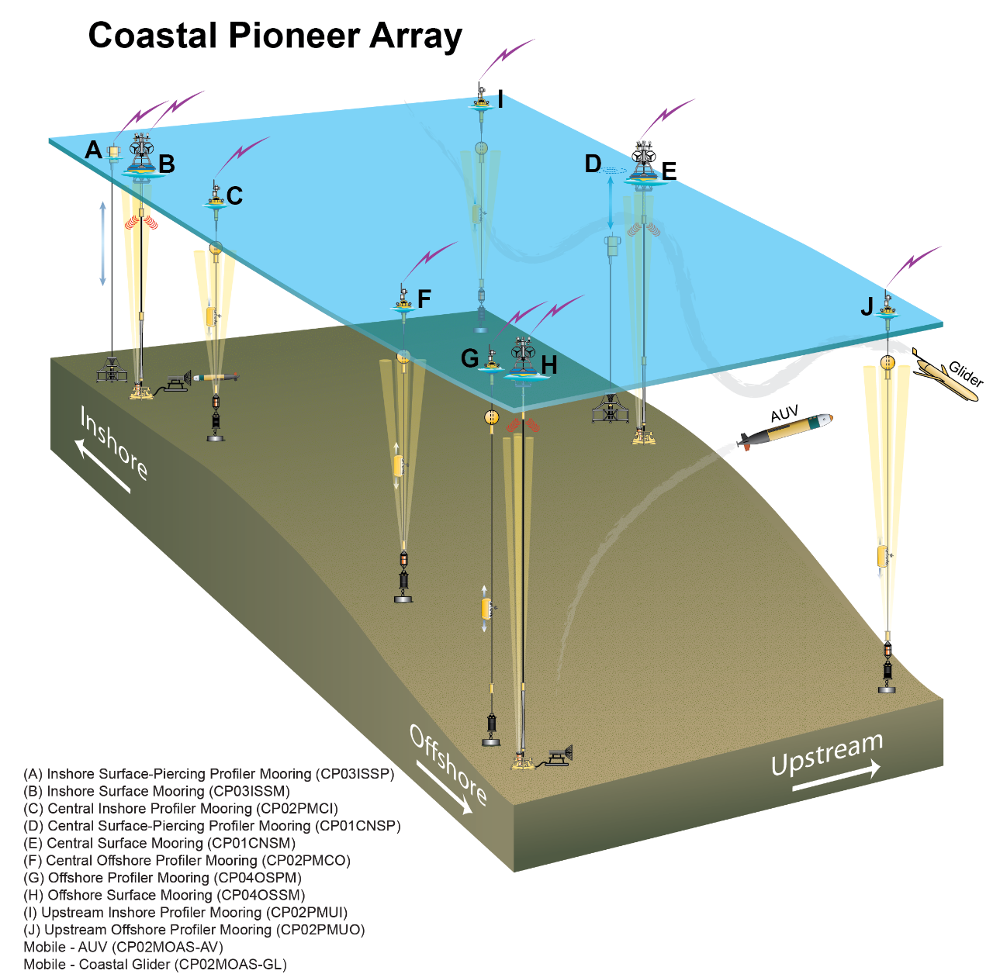 Coastal Pioneer Array
I
A
B
D
E
C
F
J
G
H
Glider
AUV
Inshore
Offshore
Upstream
(A) Inshore Surface-Piercing Profiler Mooring (CP03ISSP)
(B) Inshore Surface Mooring (CP03ISSM)
(C) Central Inshore Profiler Mooring (CP02PMCI)
(D) Central Surface-Piercing Profiler Mooring (CP01CNSP)
(E) Central Surface Mooring (CP01CNSM)
(F) Central Offshore Profiler Mooring (CP02PMCO)
(G) Offshore Profiler Mooring (CP04OSPM)
(H) Offshore Surface Mooring (CP04OSSM)
(I) Upstream Inshore Profiler Mooring (CP02PMUI)
(J) Upstream Offshore Profiler Mooring (CP02PMUO)
Mobile - AUV (CP02MOAS-AV)
Mobile - Coastal Glider (CP02MOAS-GL)